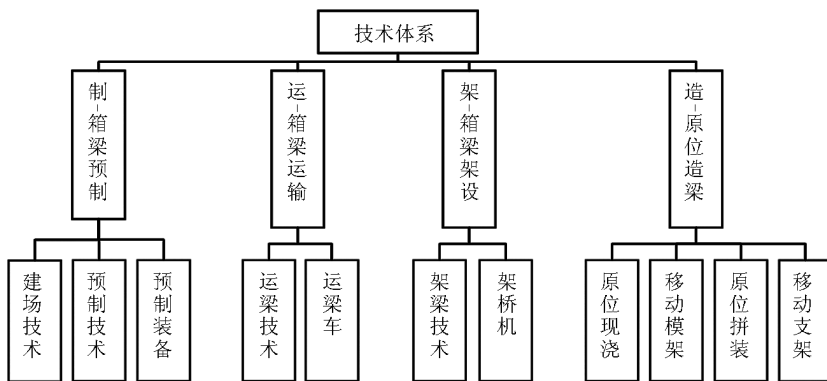 技术体系
制-箱梁预制
运-箱梁运输
架-箱梁架设
造-原位造梁
建场技术
预制技术
预制装备
运梁技术
运梁车
架梁技术
架桥机
原位现浇
移动模架
原位拼装
移动支架